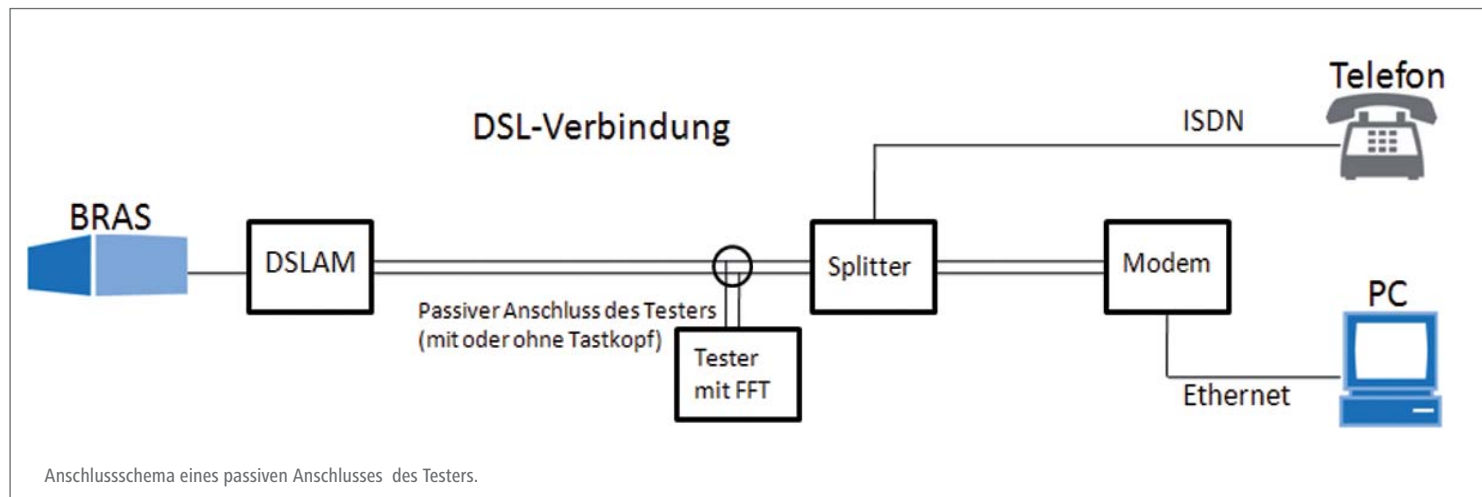 DSL-Verbindung
Telefon
ISDN
BRAS
DSLAM
Splitter
Modem
PC
Passiver Anschluss des Testers
(mit oder ohne Tastkopf)
Tester
mit FFT
Ethernet
Anschlussschema eines passiven Anschlusses des Testers.